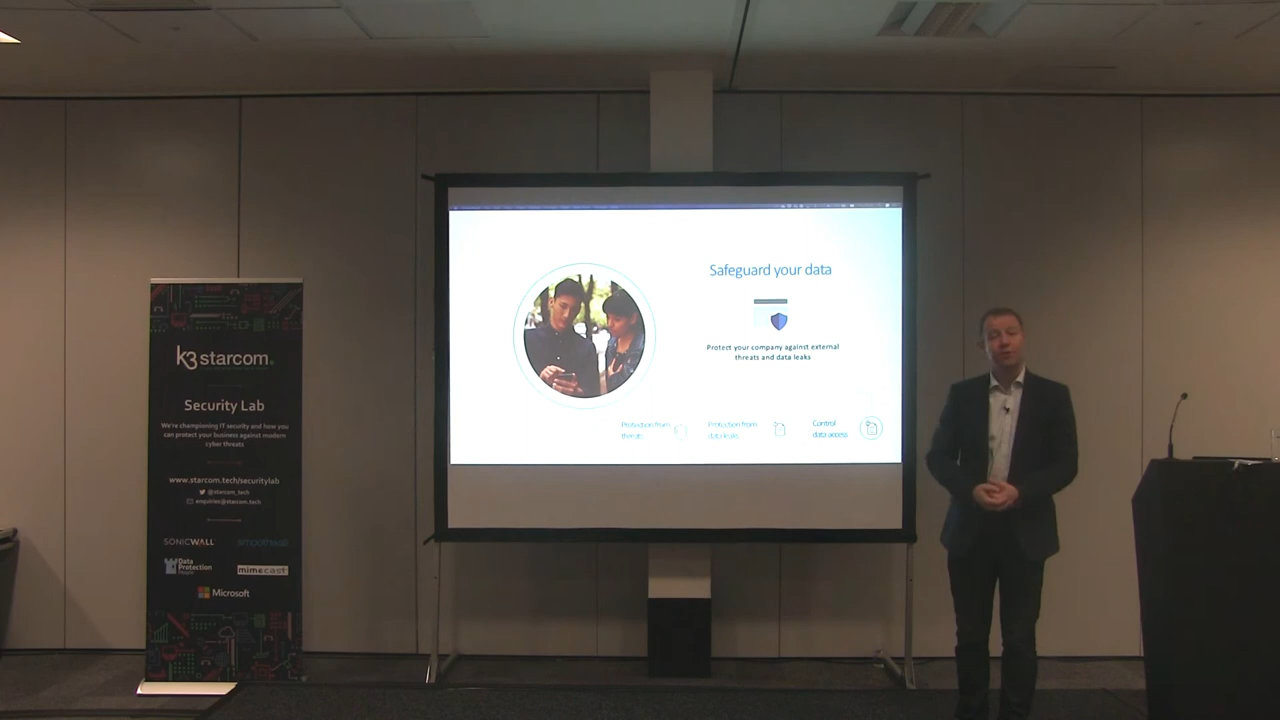 k3starcom
Security Lab
We're championing IT security and how you
can protect your business against modern
cyber threats
www.starcom.tech/securitylab
@starcom_tech
enquiries@starcom.tech
SONICWALL
smoothwall
Data
Protection
People
mimecast
Microsoft
Safeguard your data
Protect your company against external
threats and data leaks
Protection from
threats
Protection from
data leaks
Control
data access